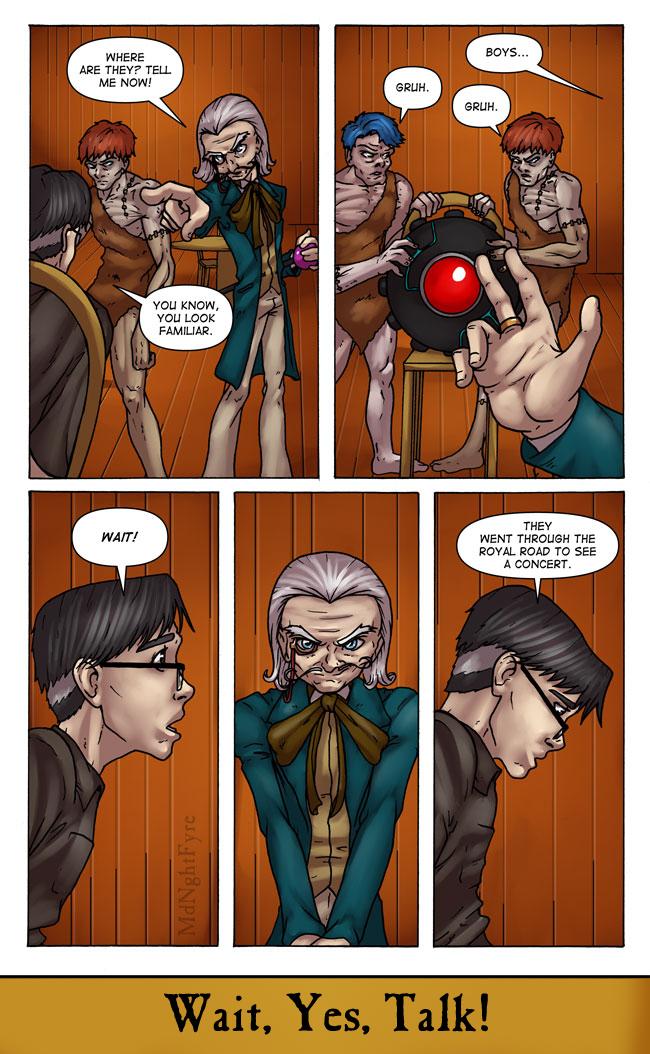 WHERE
ARE THEY? TELL
ME NOW!
YOU KNOW,
YOU LOOK
FAMILIAR.
BOYS...
GRUH.
GRUH.
WAIT!
THEY
WENT THROUGH THE
ROYAL ROAD TO SEE
A CONCERT.
MdNghtFyre
Wait, Yes, Talk!